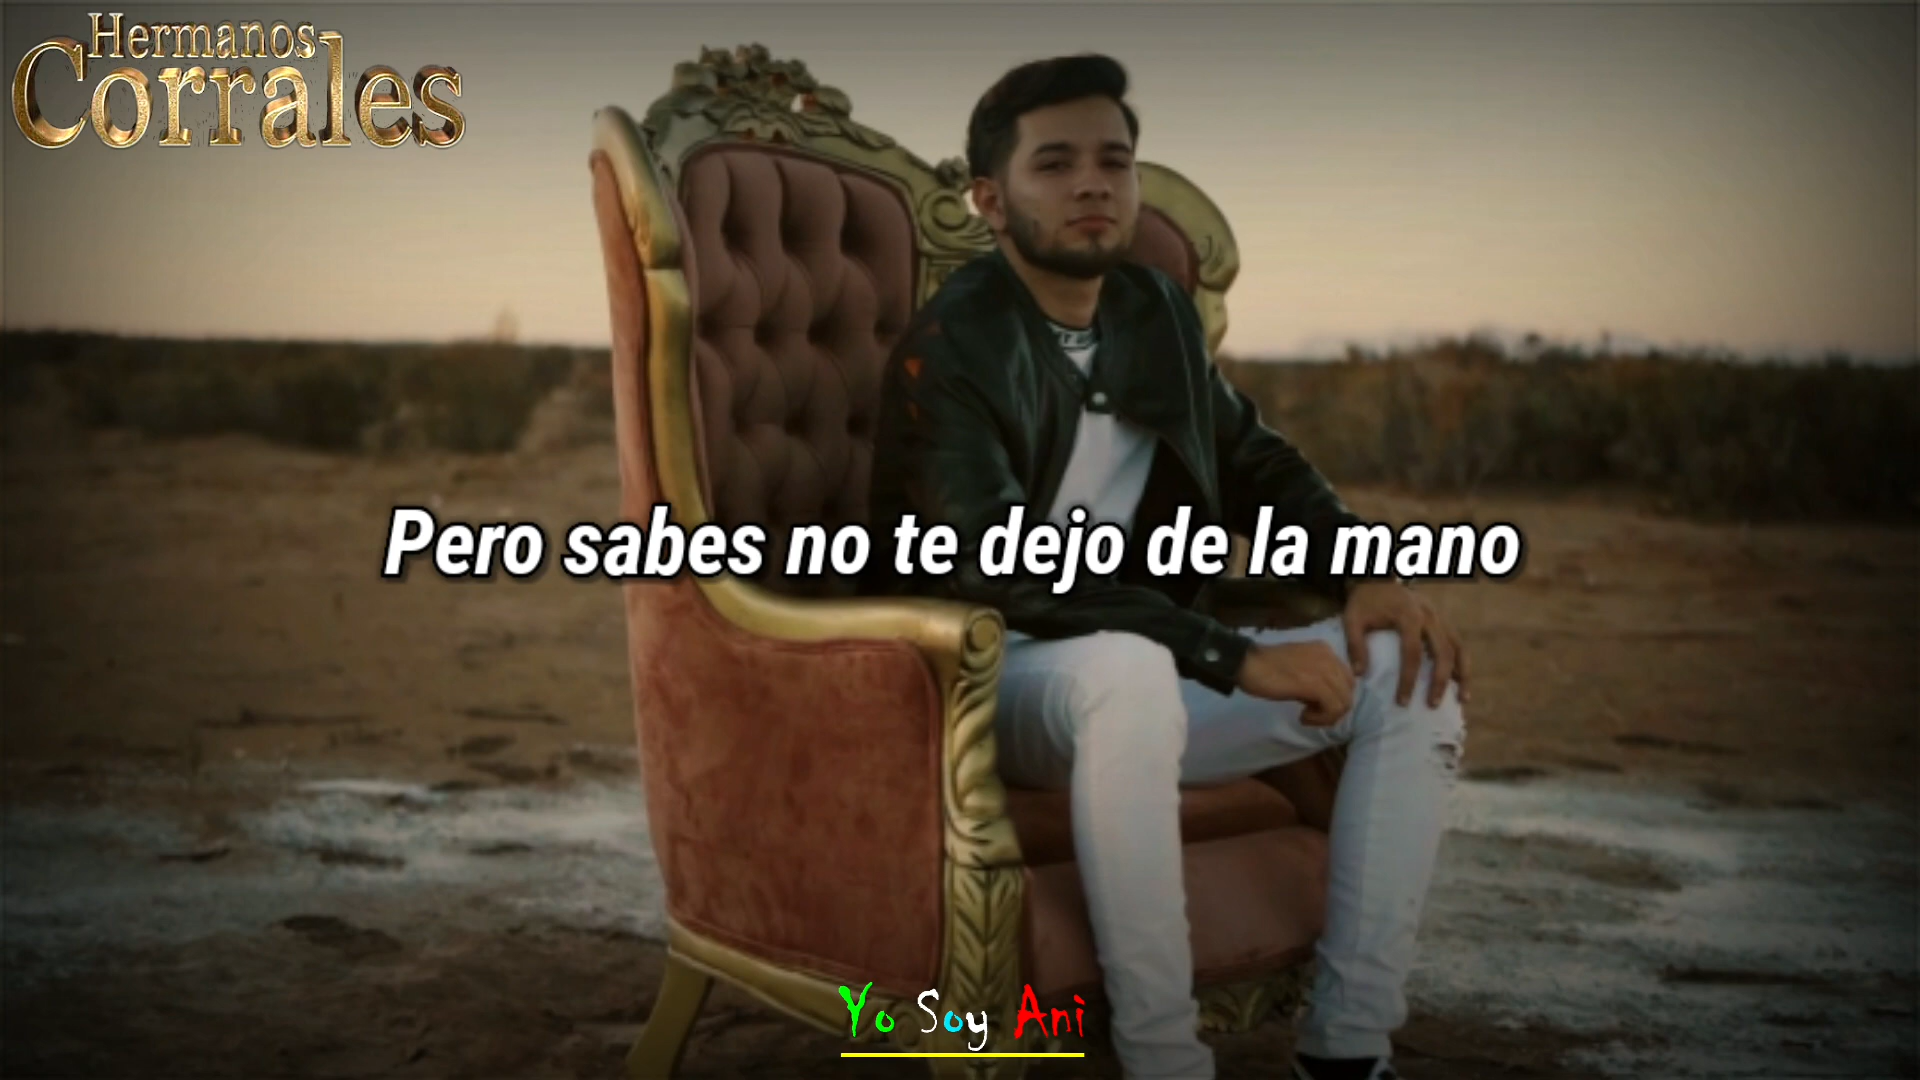 Hermanos
Corrales
Pero sabes no te dejo de la mano
Yo Soy Ani